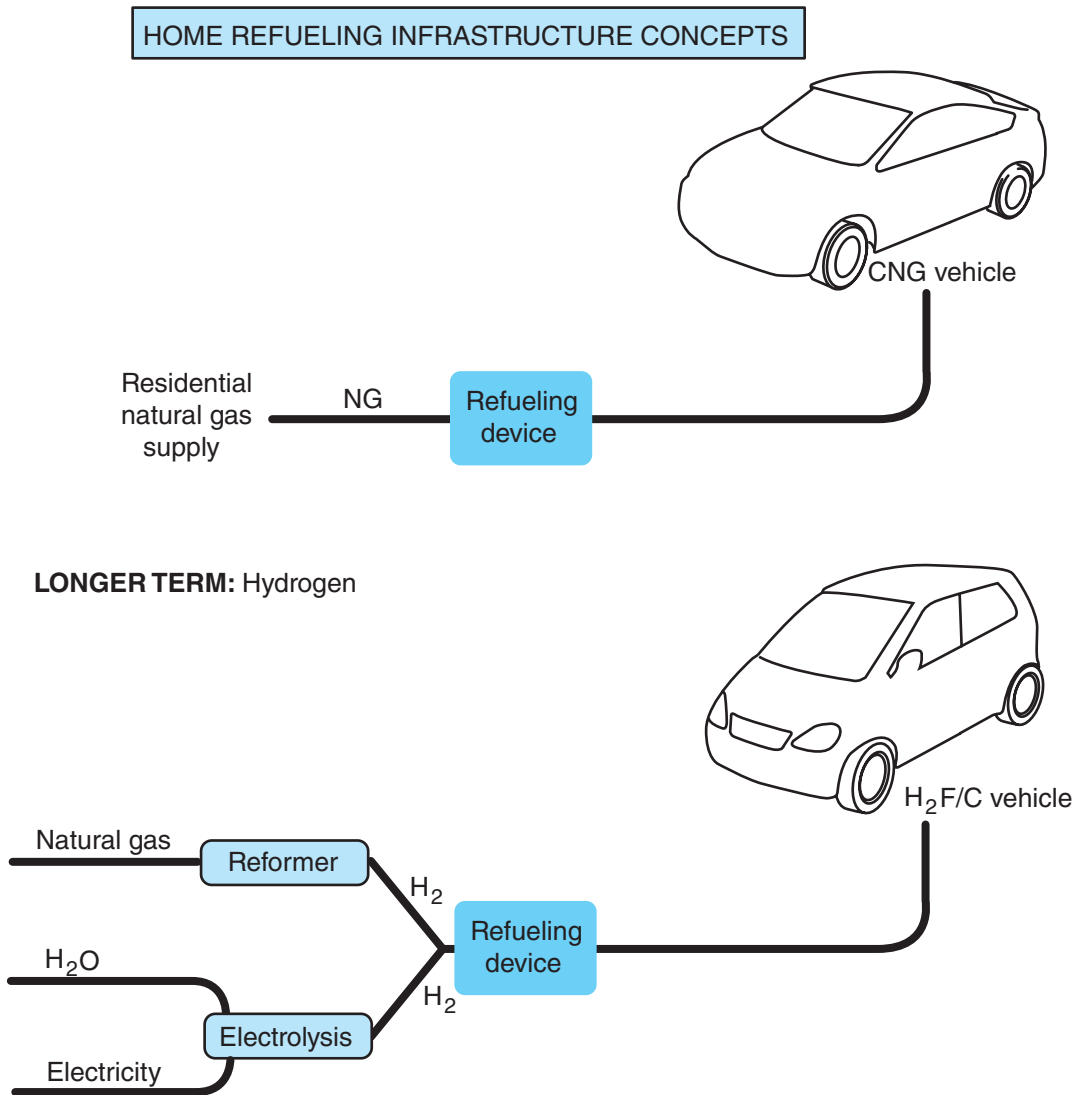 HOME REFUELING INFRASTRUCTURE CONCEPTS
CNG vehicle
Residential
natural gas
supply
NG
Refueling
device
LONGER TERM: Hydrogen
H₂F/C vehicle
Natural gas
Reformer
H₂
Refueling
device
H₂O
H₂
Electrolysis
Electricity